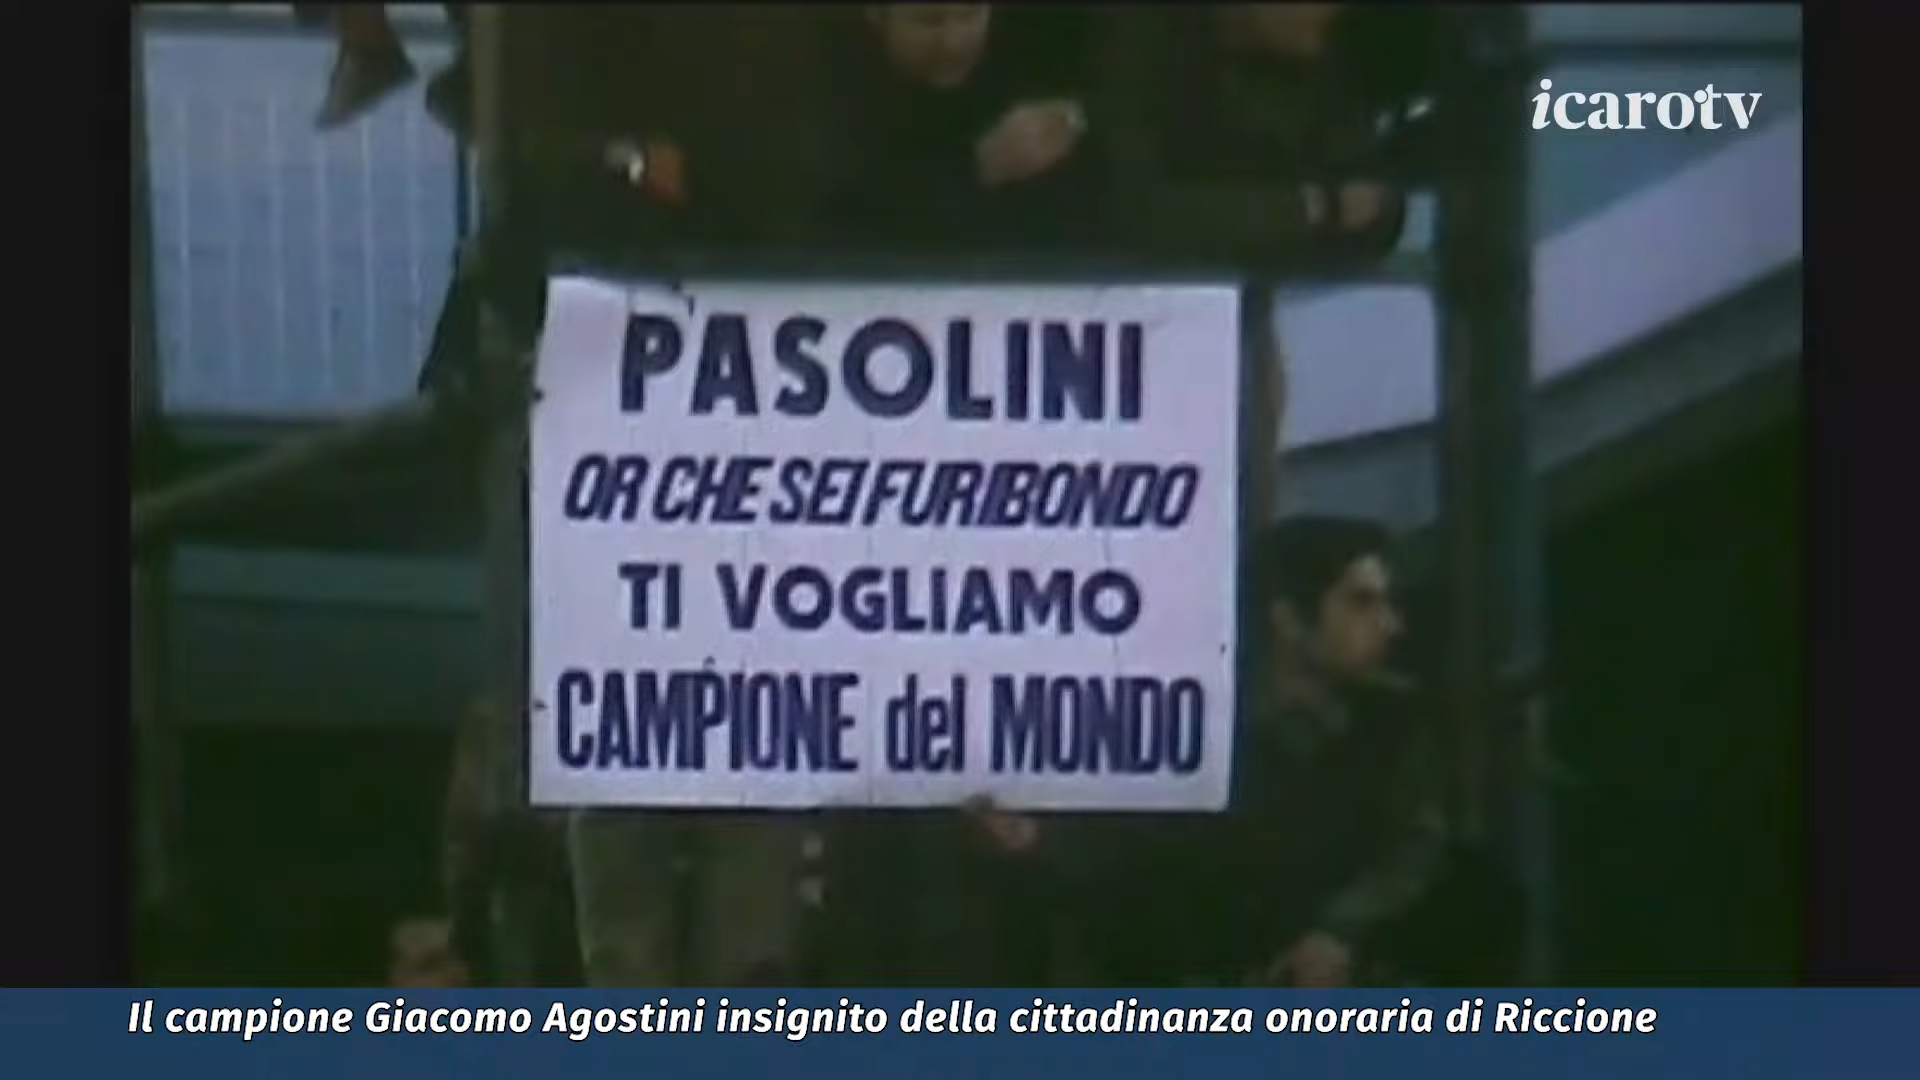 icarotv
PASOLINI
OR CHE SEI FURIBONDO
TI VOGLIAMO
CAMPIONE del MONDO
Il campione Giacomo Agostini insignito della cittadinanza onoraria di Riccione